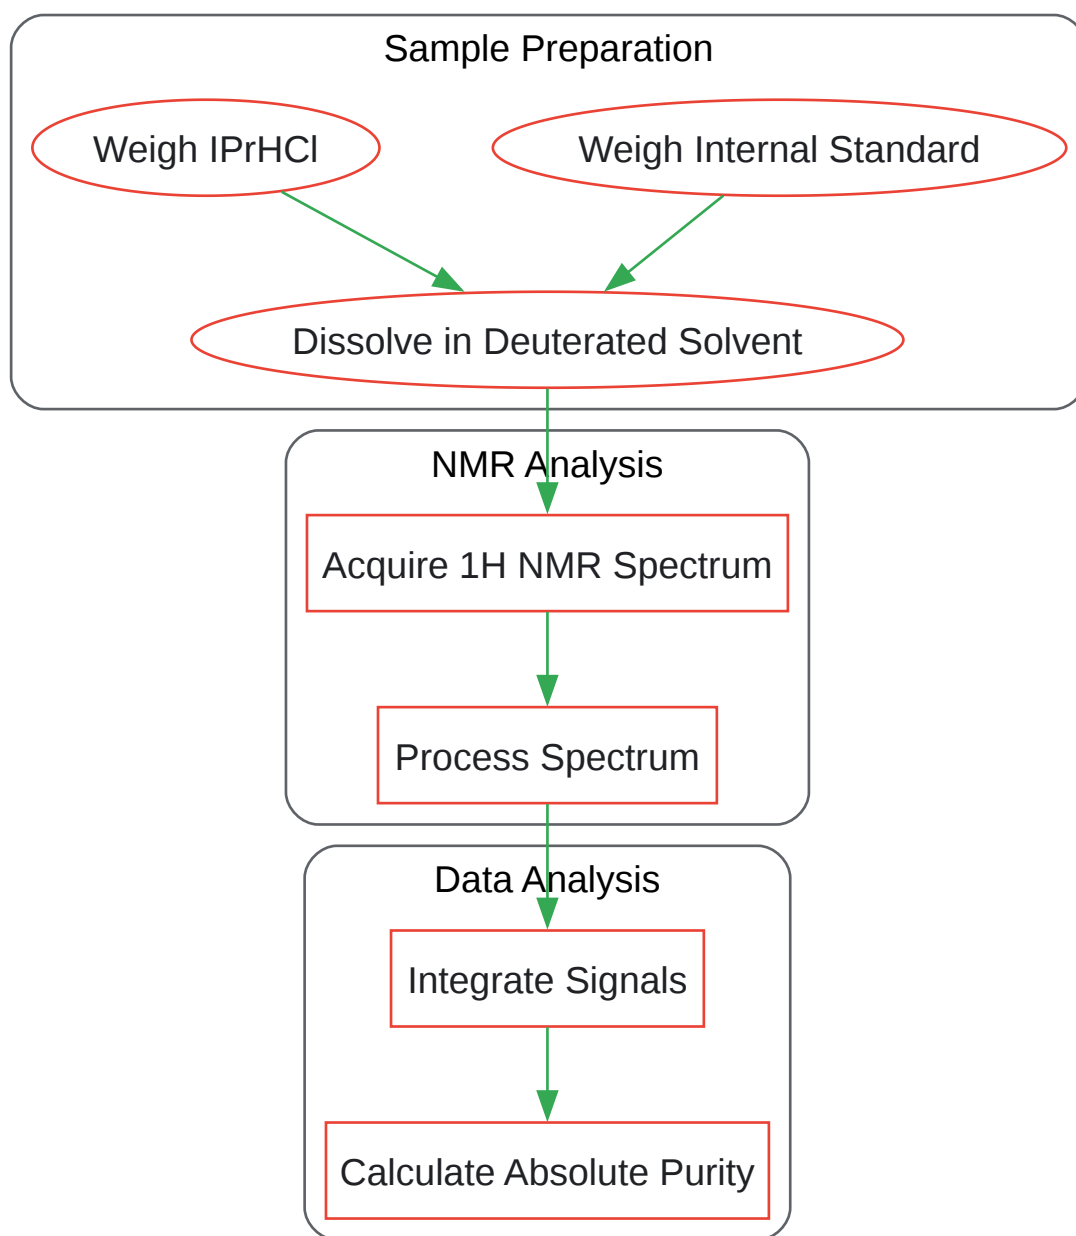 Sample Preparation
Weigh IPrHCl
Weigh Internal Standard
Dissolve in Deuterated Solvent
NMR Analysis
Acquire 1H NMR Spectrum
Process Spectrum
Data Analysis
Integrate Signals
Calculate Absolute Purity